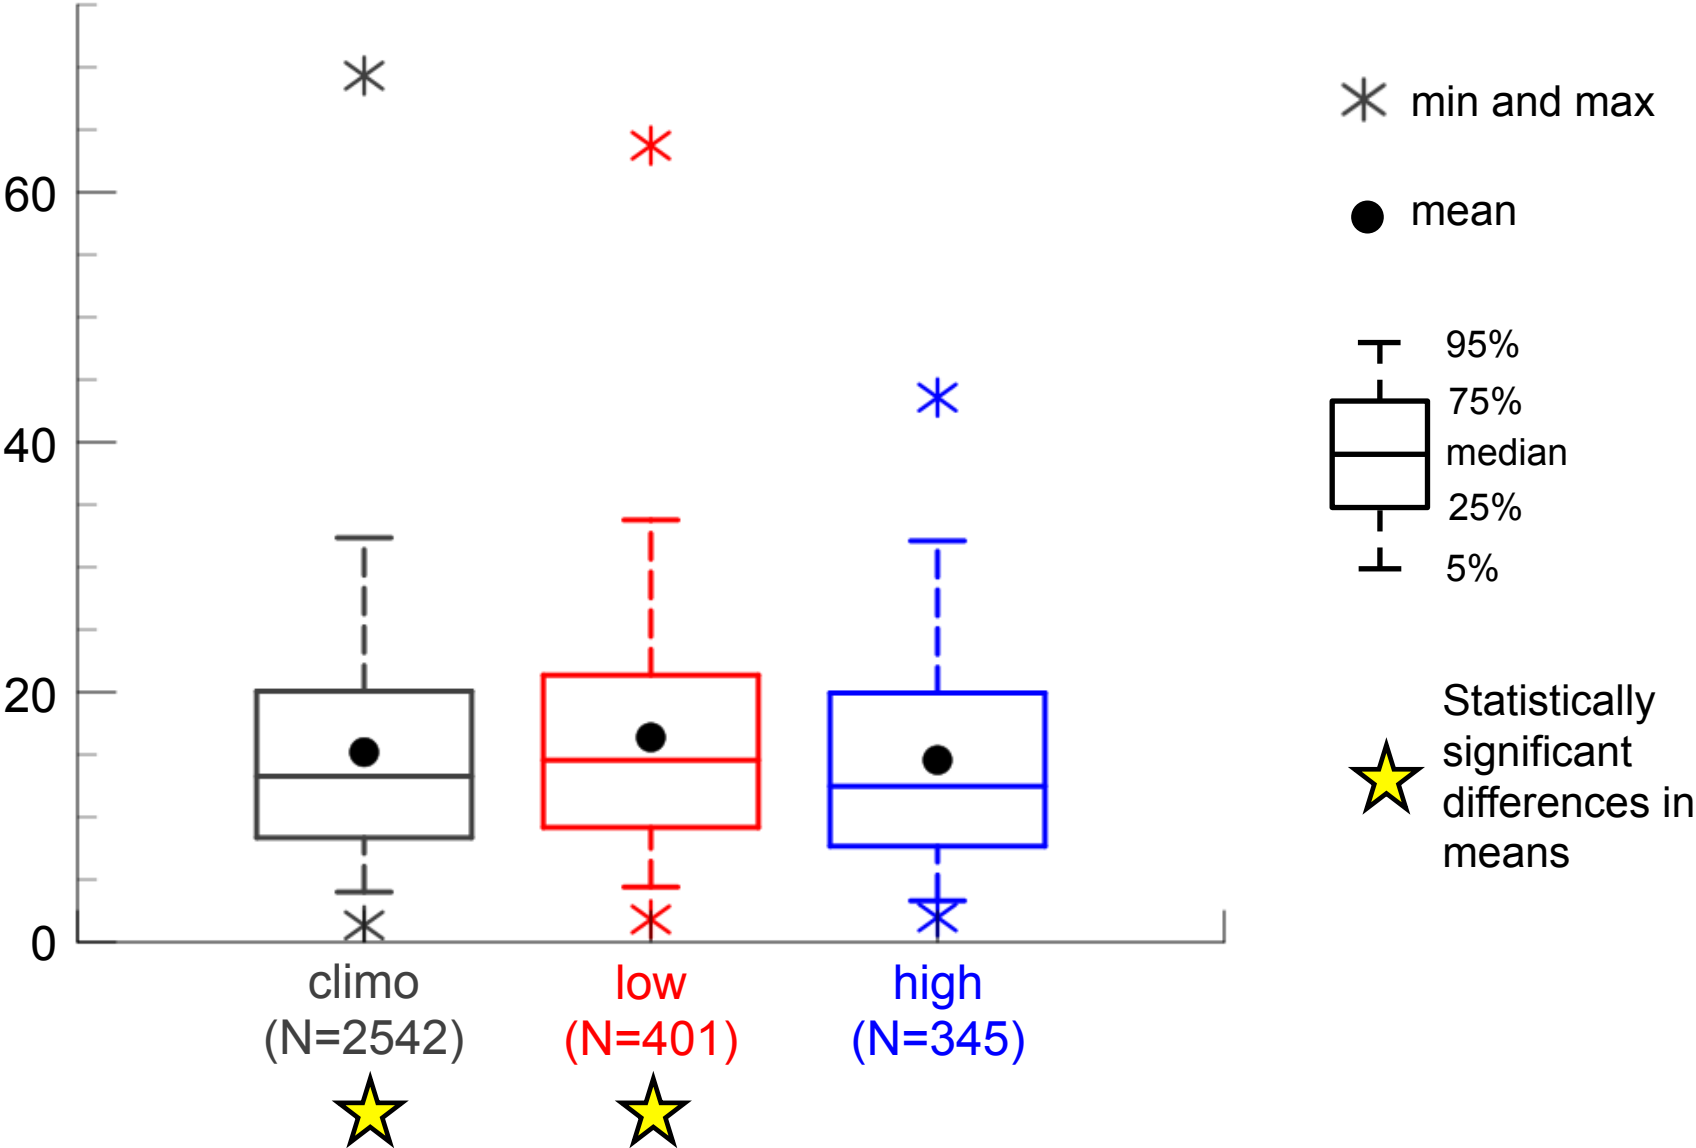 60
40
20
0
climo
(N=2542)
low
(N=401)
high
(N=345)
min and max
mean
95%
75%
median
25%
5%
Statistically
significant
differences in
means